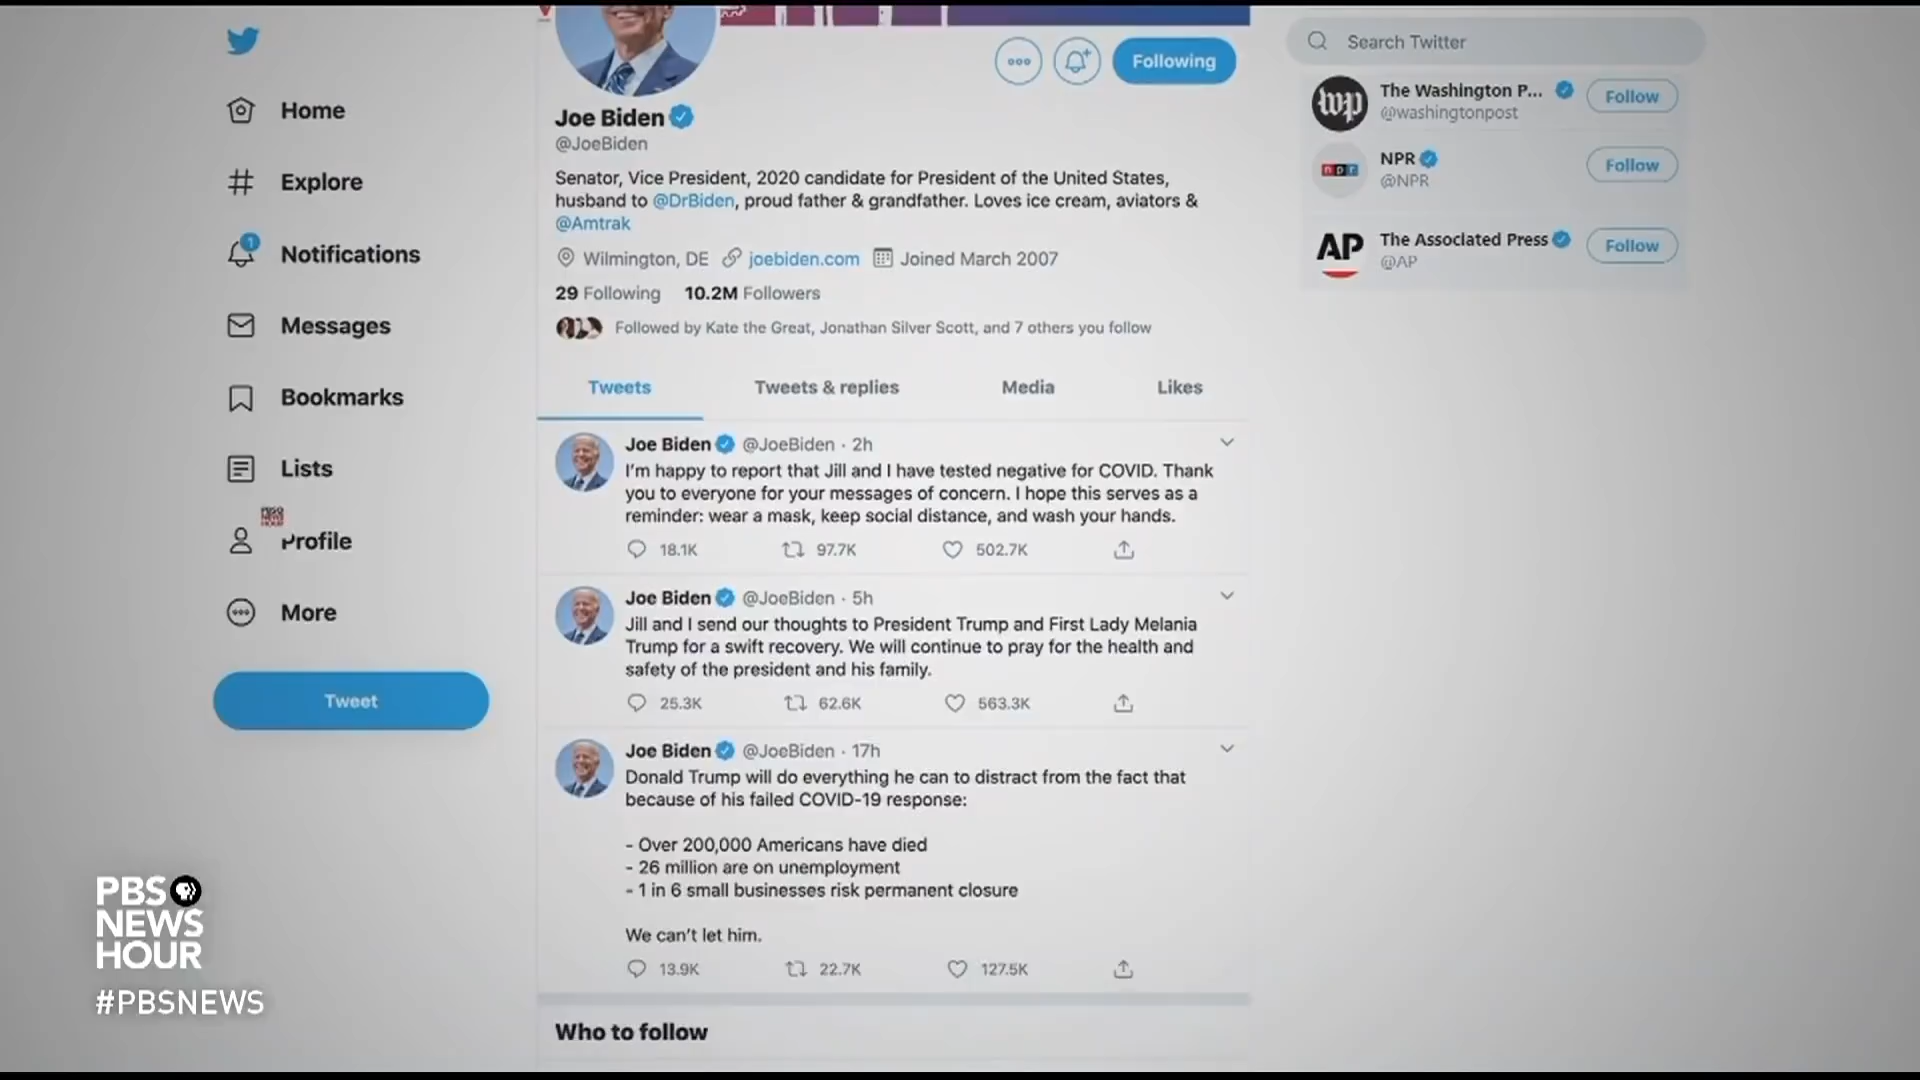 Home
Explore
1
Notifications
Messages
Bookmarks
Lists
PBS NEWS HOUR
Profile
More
Tweet
PBS
NEWS
HOUR
#PBSNEWS
Following
Joe Biden
@JoeBiden
Senator, Vice President, 2020 candidate for President of the United States,
husband to @DrBiden, proud father & grandfather. Loves ice cream, aviators &
@Amtrak
Wilmington, DE joebiden.com Joined March 2007
29 Following 10.2M Followers
Followed by Kate the Great, Jonathan Silver Scott, and 7 others you follow
Tweets Tweets & replies Media Likes
Joe Biden @JoeBiden · 2h
I'm happy to report that Jill and I have tested negative for COVID. Thank
you to everyone for your messages of concern. I hope this serves as a
reminder: wear a mask, keep social distance, and wash your hands.
18.1K 97.7K 502.7K
Joe Biden @JoeBiden · 5h
Jill and I send our thoughts to President Trump and First Lady Melania
Trump for a swift recovery. We will continue to pray for the health and
safety of the president and his family.
25.3K 62.6K 563.3K
Joe Biden @JoeBiden · 17h
Donald Trump will do everything he can to distract from the fact that
because of his failed COVID-19 response:
- Over 200,000 Americans have died
- 26 million are on unemployment
- 1 in 6 small businesses risk permanent closure
We can't let him.
13.9K 22.7K 127.5K
Who to follow
Search Twitter
wp
The Washington P... Follow
@washingtonpost
npr
NPR Follow
@NPR
AP
The Associated Press Follow
@AP